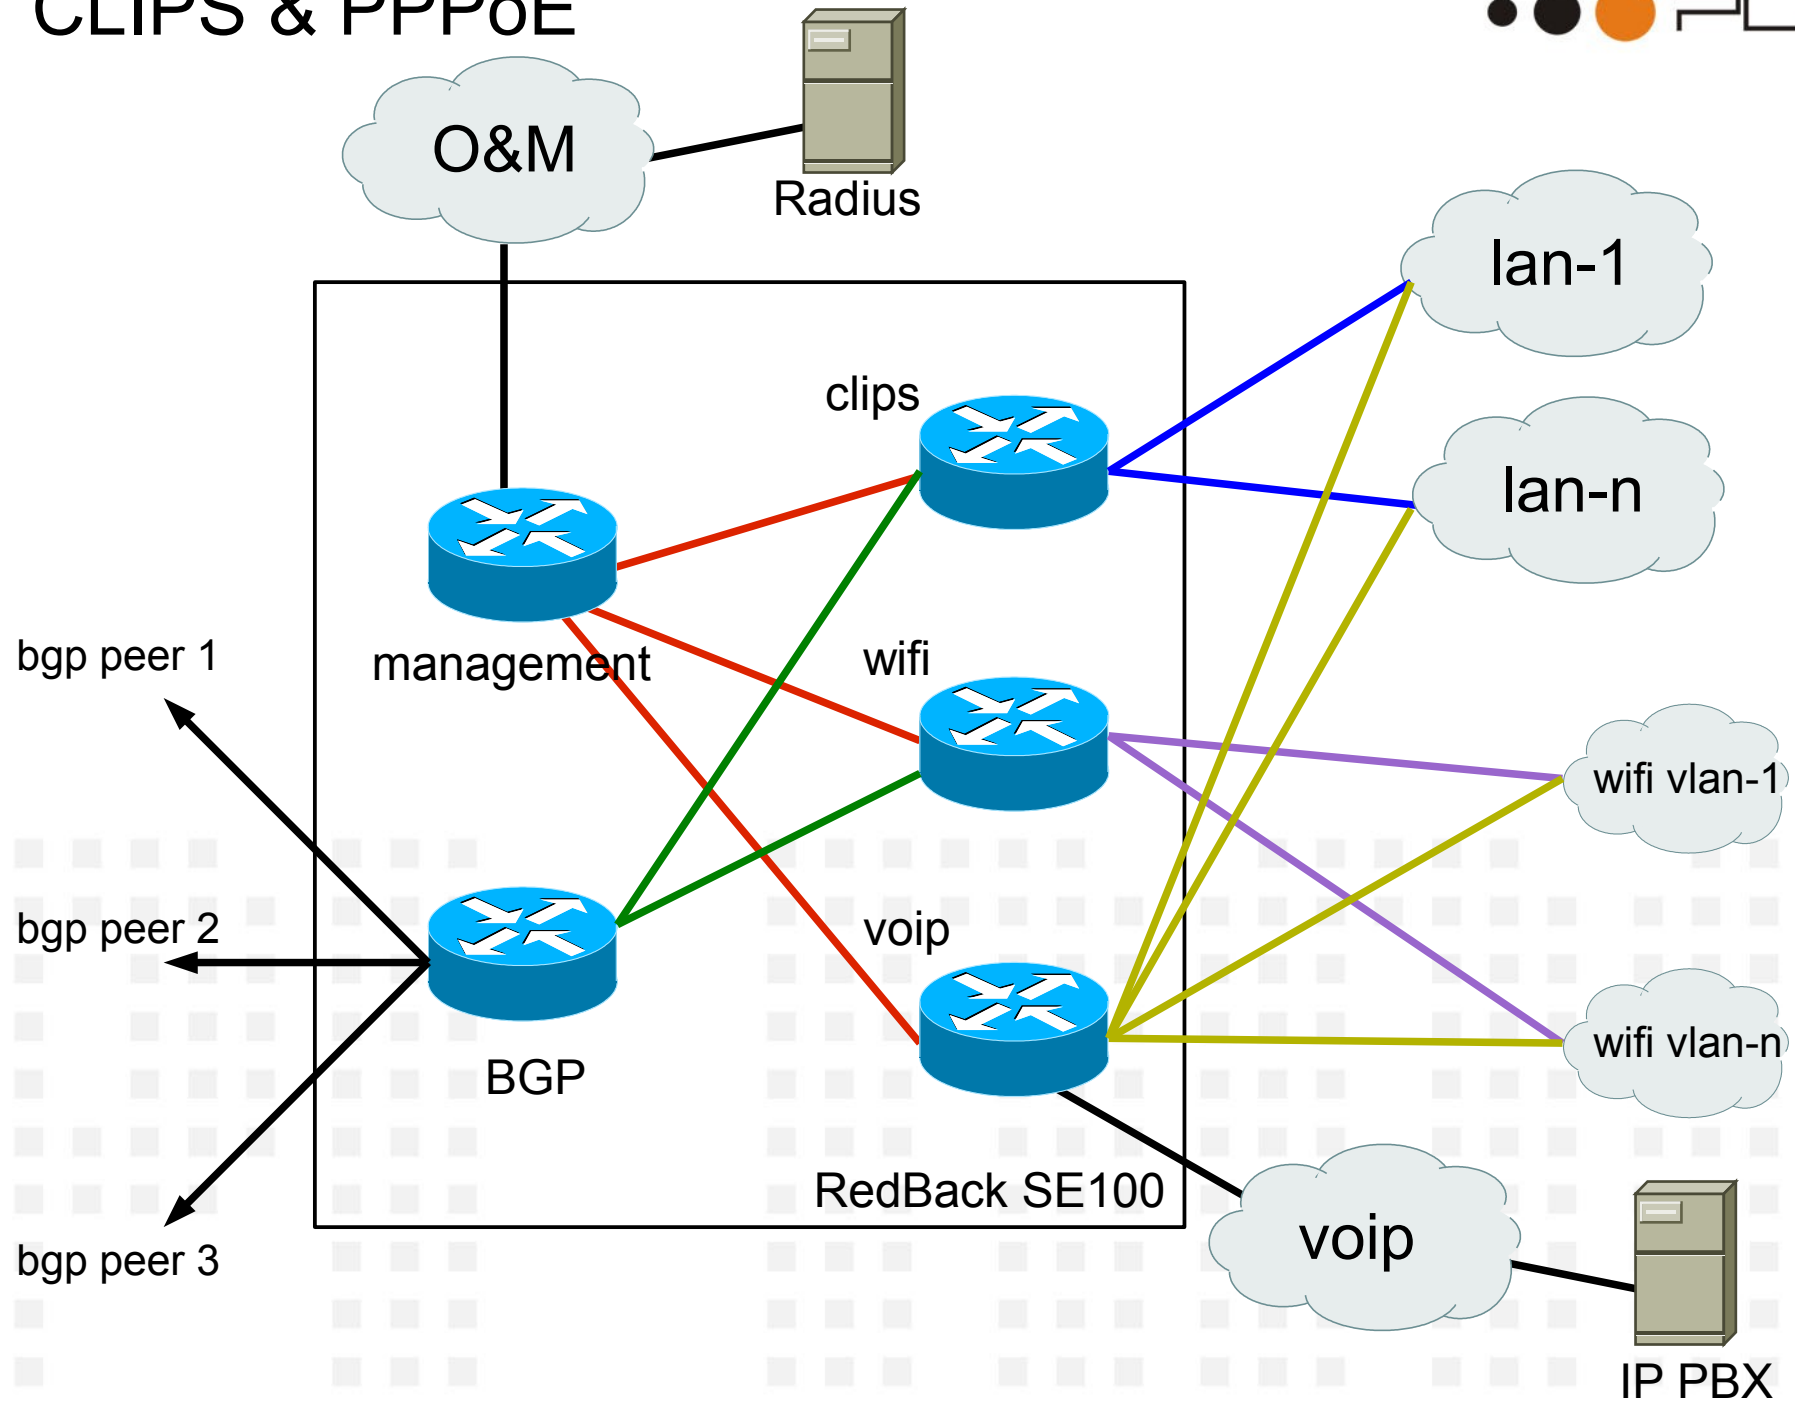 CLIPS & PPPoE
O&M
Radius
lan-1
clips
lan-n
bgp peer 1
management
wifi
wifi vlan-1
bgp peer 2
voip
wifi vlan-n
BGP
RedBack SE100
voip
bgp peer 3
IP PBX